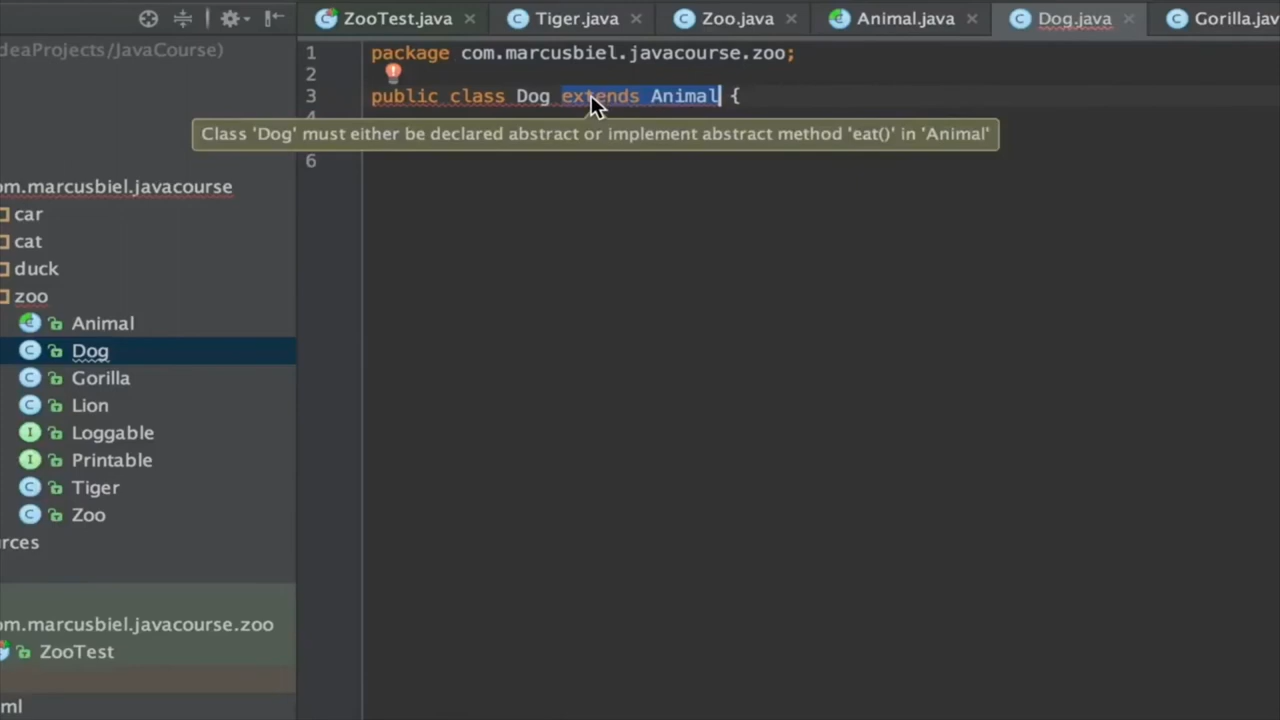 ZooTest.java Tiger.java Zoo.java Animal.java Dog.java Gorilla.jav
deaProjects/JavaCourse)
1 package com.marcusbiel.javacourse.zoo;
2
3 public class Dog extends Animal {
Class 'Dog' must either be declared abstract or implement abstract method 'eat()' in 'Animal'
6
om.marcusbiel.javacourse
car
cat
duck
zoo
Animal
Dog
Gorilla
Lion
Loggable
Printable
Tiger
Zoo
rces
om.marcusbiel.javacourse.zoo
ZooTest
ml